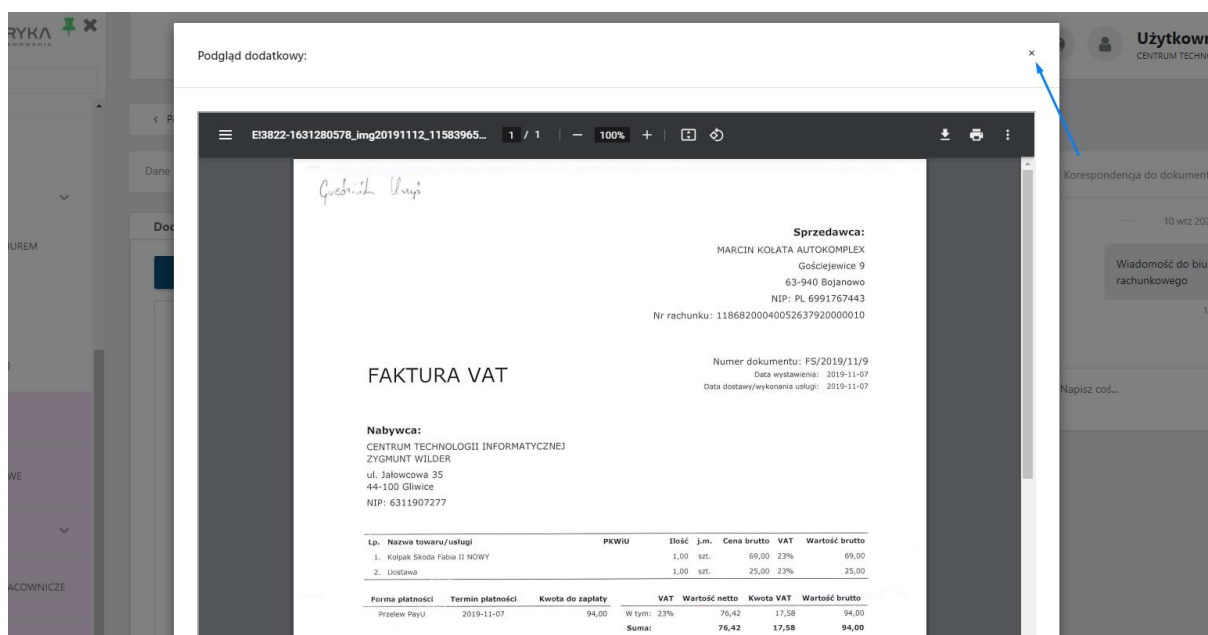 RYKA
Podgląd dodatkowy:
×
CENTRUM TECHN
Dane
Korespondencja do dokument
E!3822-1631280578_img20191112_11583965... 1 / 1 — 100% +
Sprzedawca:
MARCIN KOŁATA AUTOKOMPLEX
Gościejewice 9
63-940 Bojanowo
NIP: PL 6991767443
Nr rachunku: 11868200040052637920000010
FAKTURA VAT
Numer dokumentu: FS/2019/11/9
Data wystawienia: 2019-11-07
Data dostawy/wykonania usługi: 2019-11-07
Nabywca:
CENTRUM TECHNOLOGII INFORMATYCZNEJ
ZYGMUNT WILDER
ul. Jałowcowa 35
44-100 Gliwice
NIP: 6311907277
Lp. Nazwa towaru/usługi PKWiU Ilość j.m. Cena brutto VAT Wartość brutto
1. Kołpak Skoda Fabia II NOWY 1,00 szt. 69,00 23% 69,00
2. Dostawa 1,00 szt. 25,00 23% 25,00
Forma płatności Termin płatności Kwota do zapłaty VAT Wartość netto Kwota VAT Wartość brutto
Przelew PayU 2019-11-07 94,00 W tym: 23% 76,42 17,58 94,00
Suma: 76,42 17,58 94,00
Użytkown
10 wrz 202
Wiadomość do biu
rachunkowego
Napisz coś...
IUREM
WE
RACOWNICZE